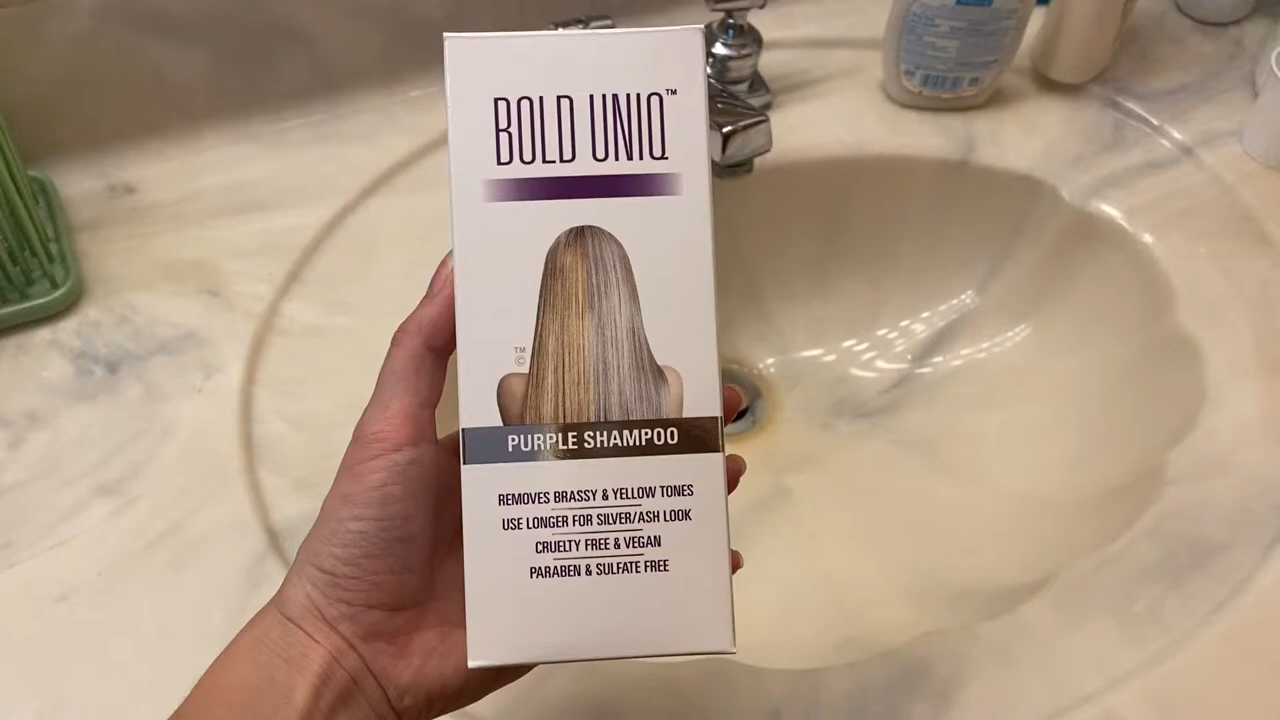 BOLD UNIQ™
TM
©
PURPLE SHAMPOO
REMOVES BRASSY & YELLOW TONES
USE LONGER FOR SILVER/ASH LOOK
CRUELTY FREE & VEGAN
PARABEN & SULFATE FREE